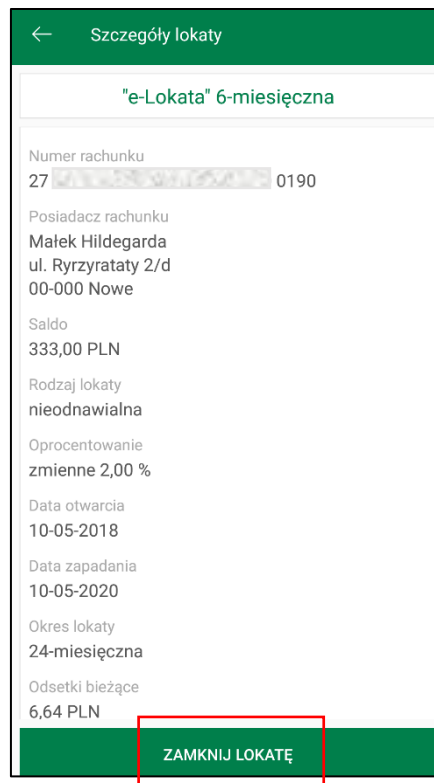 Szczegóły lokaty
"e-Lokata" 6-miesięczna
Numer rachunku
27 0190
Posiadacz rachunku
Małek Hildegarda
ul. Ryrzyrataty 2/d
00-000 Nowe
Saldo
333,00 PLN
Rodzaj lokaty
nieodnawialna
Oprocentowanie
zmienne 2,00 %
Data otwarcia
10-05-2018
Data zapadania
10-05-2020
Okres lokaty
24-miesięczna
Odsetki bieżące
6,64 PLN
ZAMKNIJ LOKATĘ